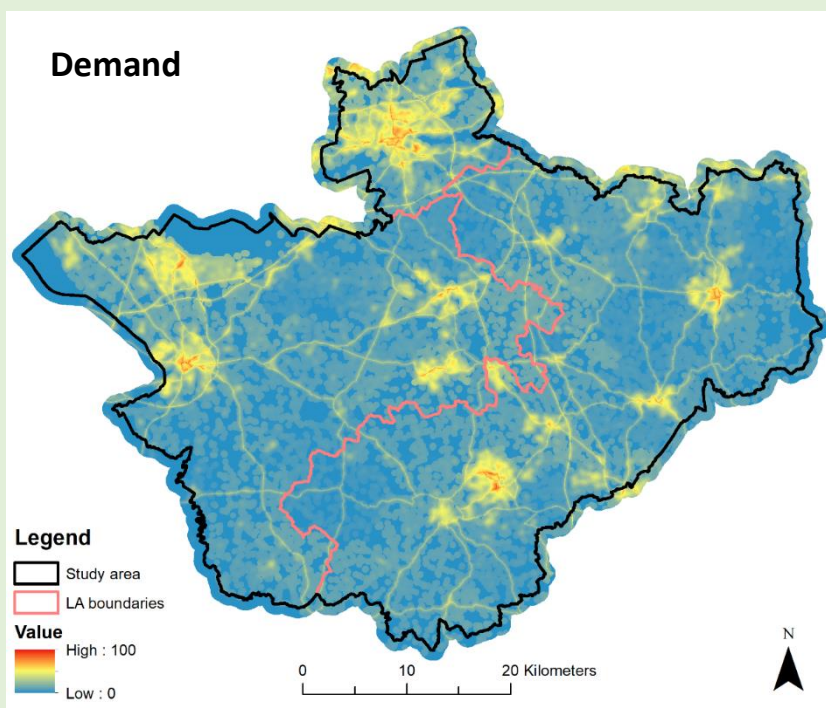 Demand
Legend
Study area
LA boundaries
Value
High : 100
Low : 0
0 10 20 Kilometers
N